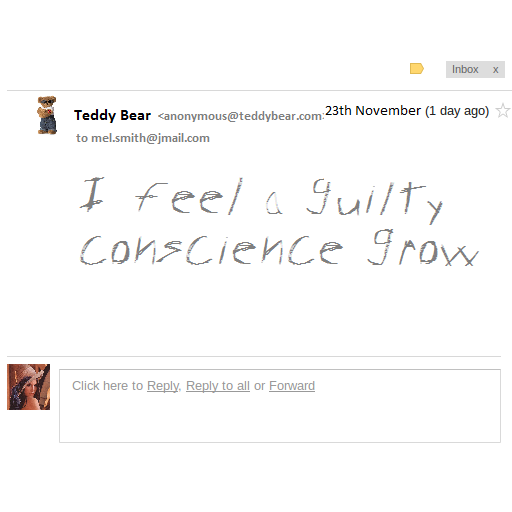 Inbox x
Teddy Bear <anonymous@teddybear.com> 23th November (1 day ago)
to mel.smith@jmail.com
I feel a guilty
conscience grow
Click here to Reply, Reply to all or Forward